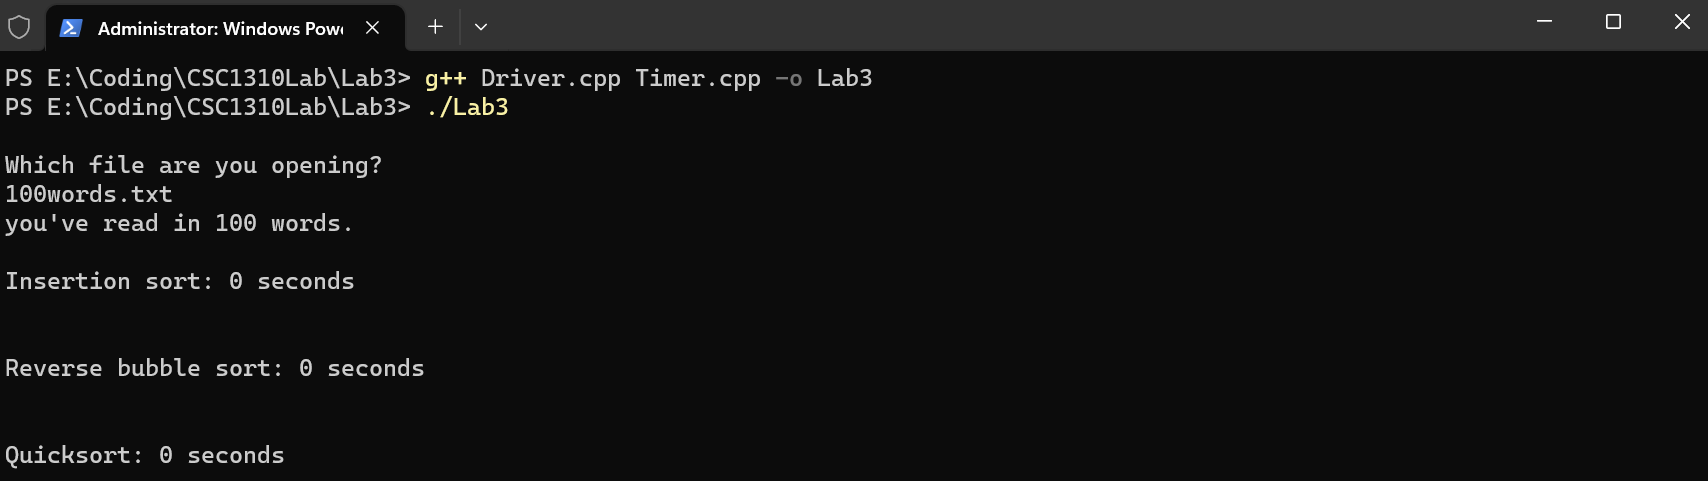 Administrator: Windows Pow
PS E:\Coding\CSC1310Lab\Lab3> g++ Driver.cpp Timer.cpp -o Lab3
PS E:\Coding\CSC1310Lab\Lab3> ./Lab3
Which file are you opening?
100words.txt
you've read in 100 words.
Insertion sort: 0 seconds
Reverse bubble sort: 0 seconds
Quicksort: 0 seconds